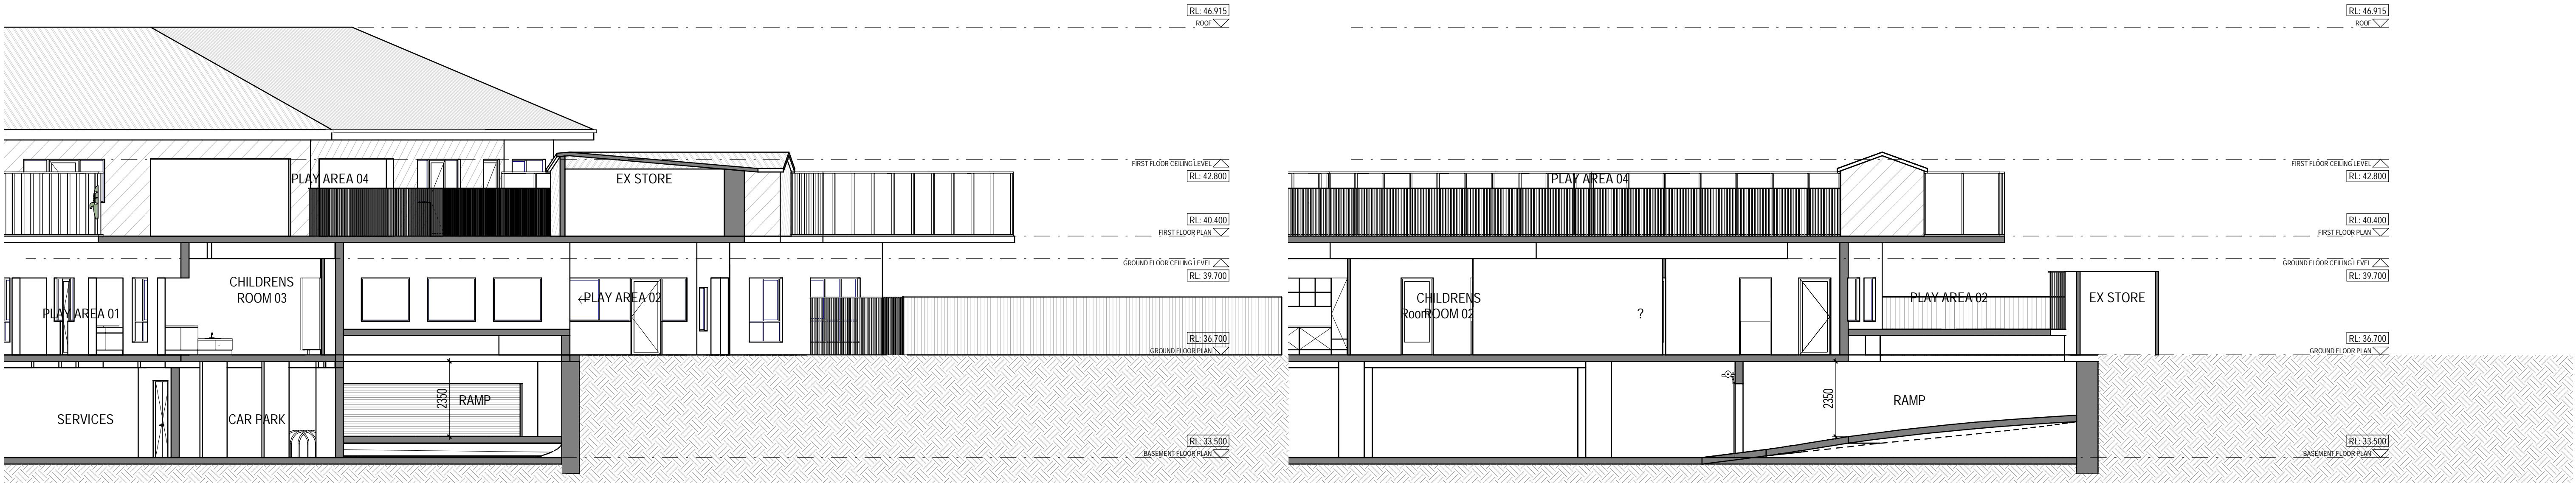 RL: 46.915
ROOF
FIRST FLOOR CEILING LEVEL
RL: 42.800
PLAY AREA 04
EX STORE
RL: 40.400
FIRST FLOOR PLAN
GROUND FLOOR CEILING LEVEL
RL: 39.700
CHILDRENS
ROOM 03
PLAY AREA 02
PLAY AREA 01
RL: 36.700
GROUND FLOOR PLAN
2350
RAMP
SERVICES
CAR PARK
RL: 33.500
BASEMENT FLOOR PLAN
RL: 46.915
ROOF
FIRST FLOOR CEILING LEVEL
RL: 42.800
PLAY AREA 04
RL: 40.400
FIRST FLOOR PLAN
GROUND FLOOR CEILING LEVEL
RL: 39.700
CHILDRENS
Room
ROOM 02
?
PLAY AREA 02
EX STORE
RL: 36.700
GROUND FLOOR PLAN
2350
RAMP
RL: 33.500
BASEMENT FLOOR PLAN